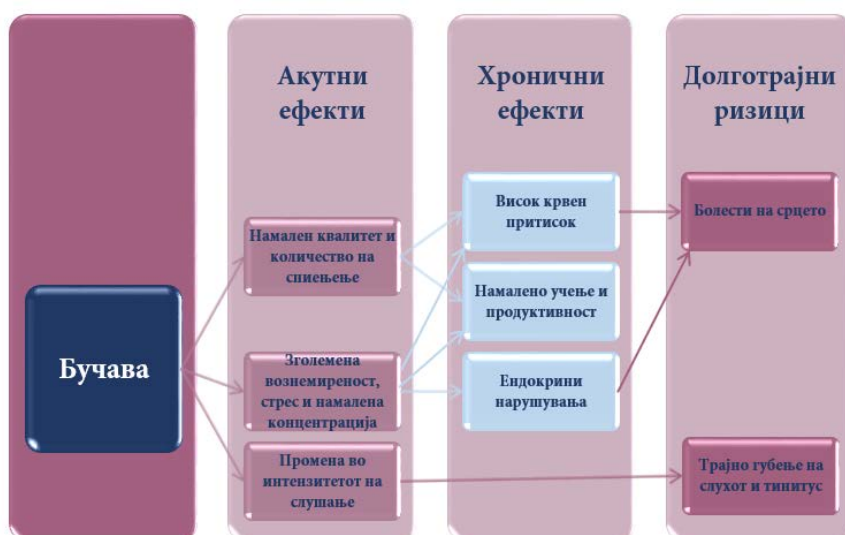 Бучава
Акутни
ефекти
Намален квалитет и
количество на
спиењење
Зголемена
вознемиреност,
стрес и намалена
концентрација
Промена во
интензитетот на
слушање
Хронични
ефекти
Висок крвен
притисок
Намалено учење и
продуктивност
Ендокрини
нарушувања
Долготрајни
ризици
Болести на срцето
Трајно губење на
слухот и тинитус